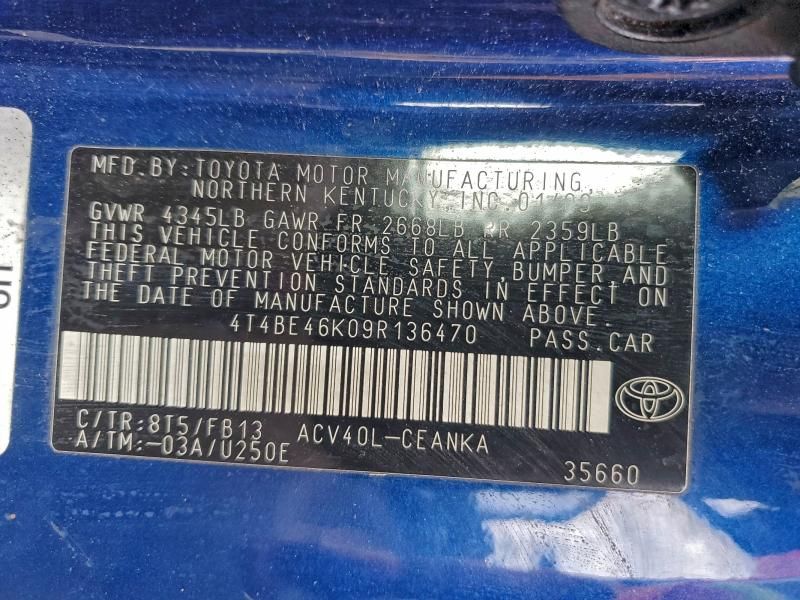 MFD.BY:TOYOTA MOTOR MANUFACTURING,
NORTHERN KENTUCKY,INC.01/09
GVWR 4345LB GAWR FR 2668LB RR 2359LB
THIS VEHICLE CONFORMS TO ALL APPLICABLE
FEDERAL MOTOR VEHICLE SAFETY,BUMPER,AND
THEFT PREVENTION STANDARDS IN EFFECT ON
THE DATE OF MANUFACTURE SHOWN ABOVE.
4T4BE46K09R136470 PASS.CAR
C/TR:8T5/FB13 ACV40L-CEANKA
A/TM:-03A/U250E
35660